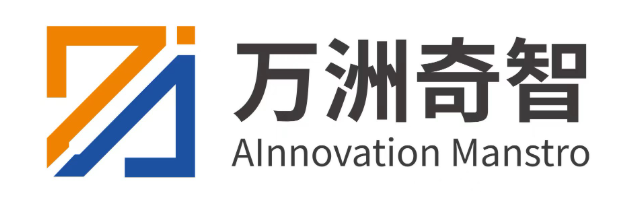 万洲奇智
AInnovation Manstro